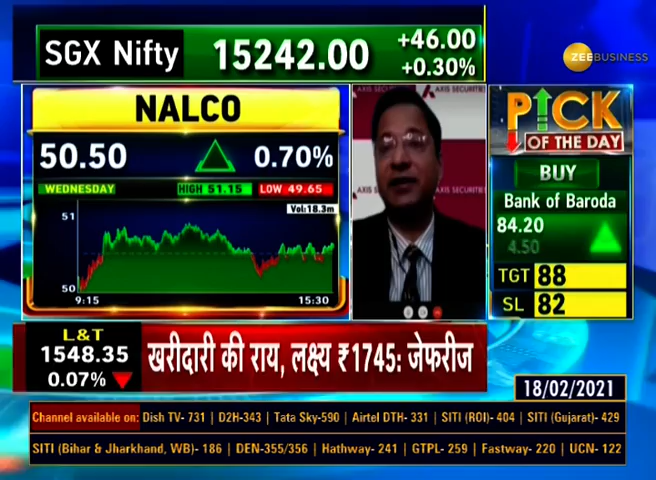 SGX Nifty 15242.00 +46.00 +0.30%
ZEE BUSINESS
NALCO
50.50 0.70%
WEDNESDAY HIGH 51.15 LOW 49.65
Vol:18.3m
51
50
9:15 15:30
AXIS SECURITIES
AXIS SECURIT
AXIS SECURIT
PICK
OF THE DAY
BUY
Bank of Baroda
84.20
4.50
TGT 88
SL 82
L&T
1548.35
0.07%
खरीदारी की राय, लक्ष्य ₹1745: जेफरीज
18/02/2021
Channel available on: Dish TV- 731 | D2H-343 | Tata Sky-590 | Airtel DTH- 331 | SITI (ROI)- 404 | SITI (Gujarat)- 429
SITI (Bihar & Jharkhand, WB)- 186 | DEN-355/356 | Hathway- 241 | GTPL- 259 | Fastway- 220 | UCN- 122